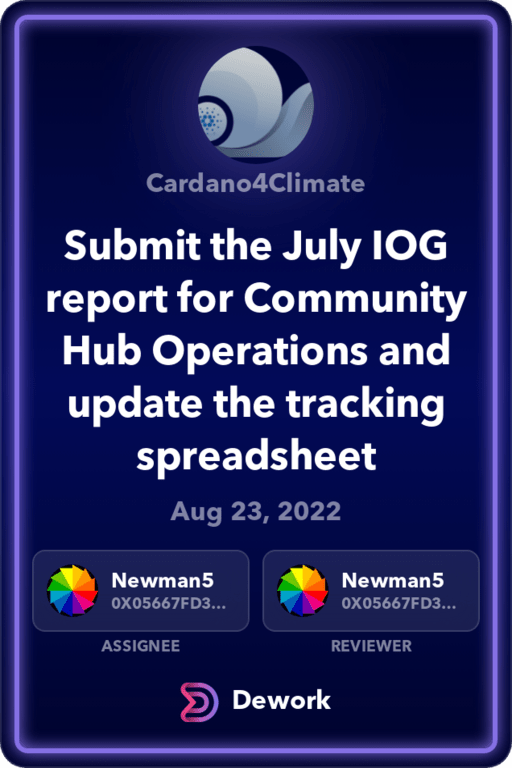 Cardano4Climate
Submit the July IOG
report for Community
Hub Operations and
update the tracking
spreadsheet
Aug 23, 2022
Newman5
0X05667FD3...
Newman5
0X05667FD3...
ASSIGNEE
REVIEWER
Dework